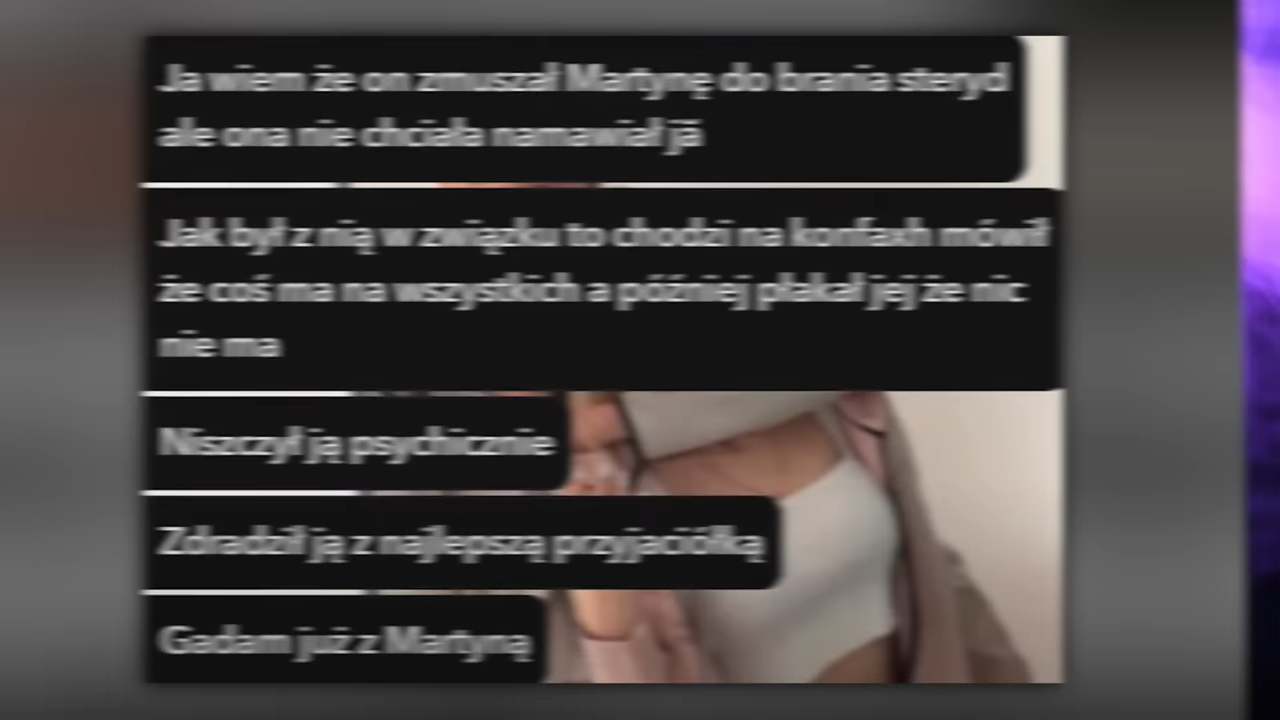 Ja wiem że on zmuszał Martynę do brania steryd
ale ona nie chciała namawiał ją
Jak był z nią w związku to chodzi na konfaxh mówił
że coś ma na wszystkich a później płakał jej że nic
nie ma
Niszczył ją psychicznie
Zdradził ją z najlepszą przyjaciółką
Gadam już z Martyną